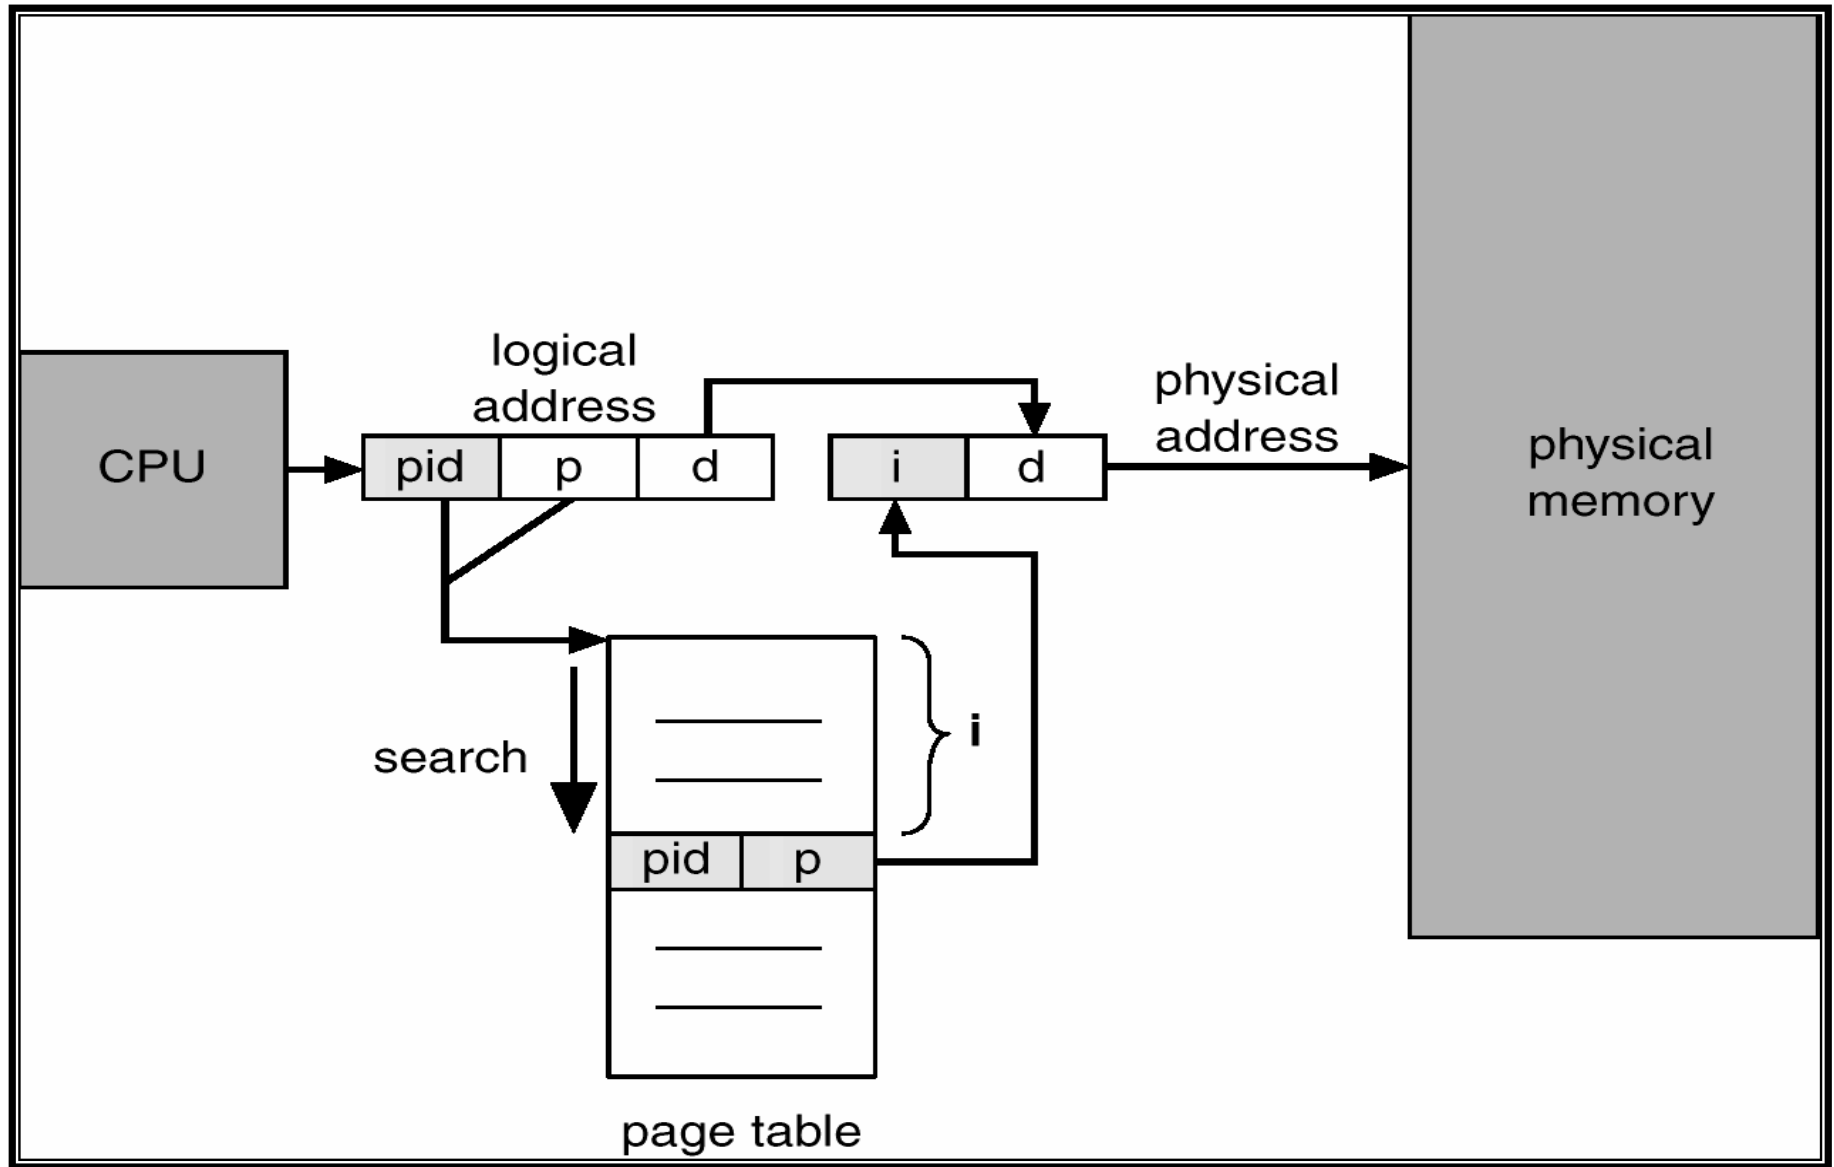 logical
address
physical
address
CPU
pid
p
d
i
d
physical
memory
search
i
pid
p
page table